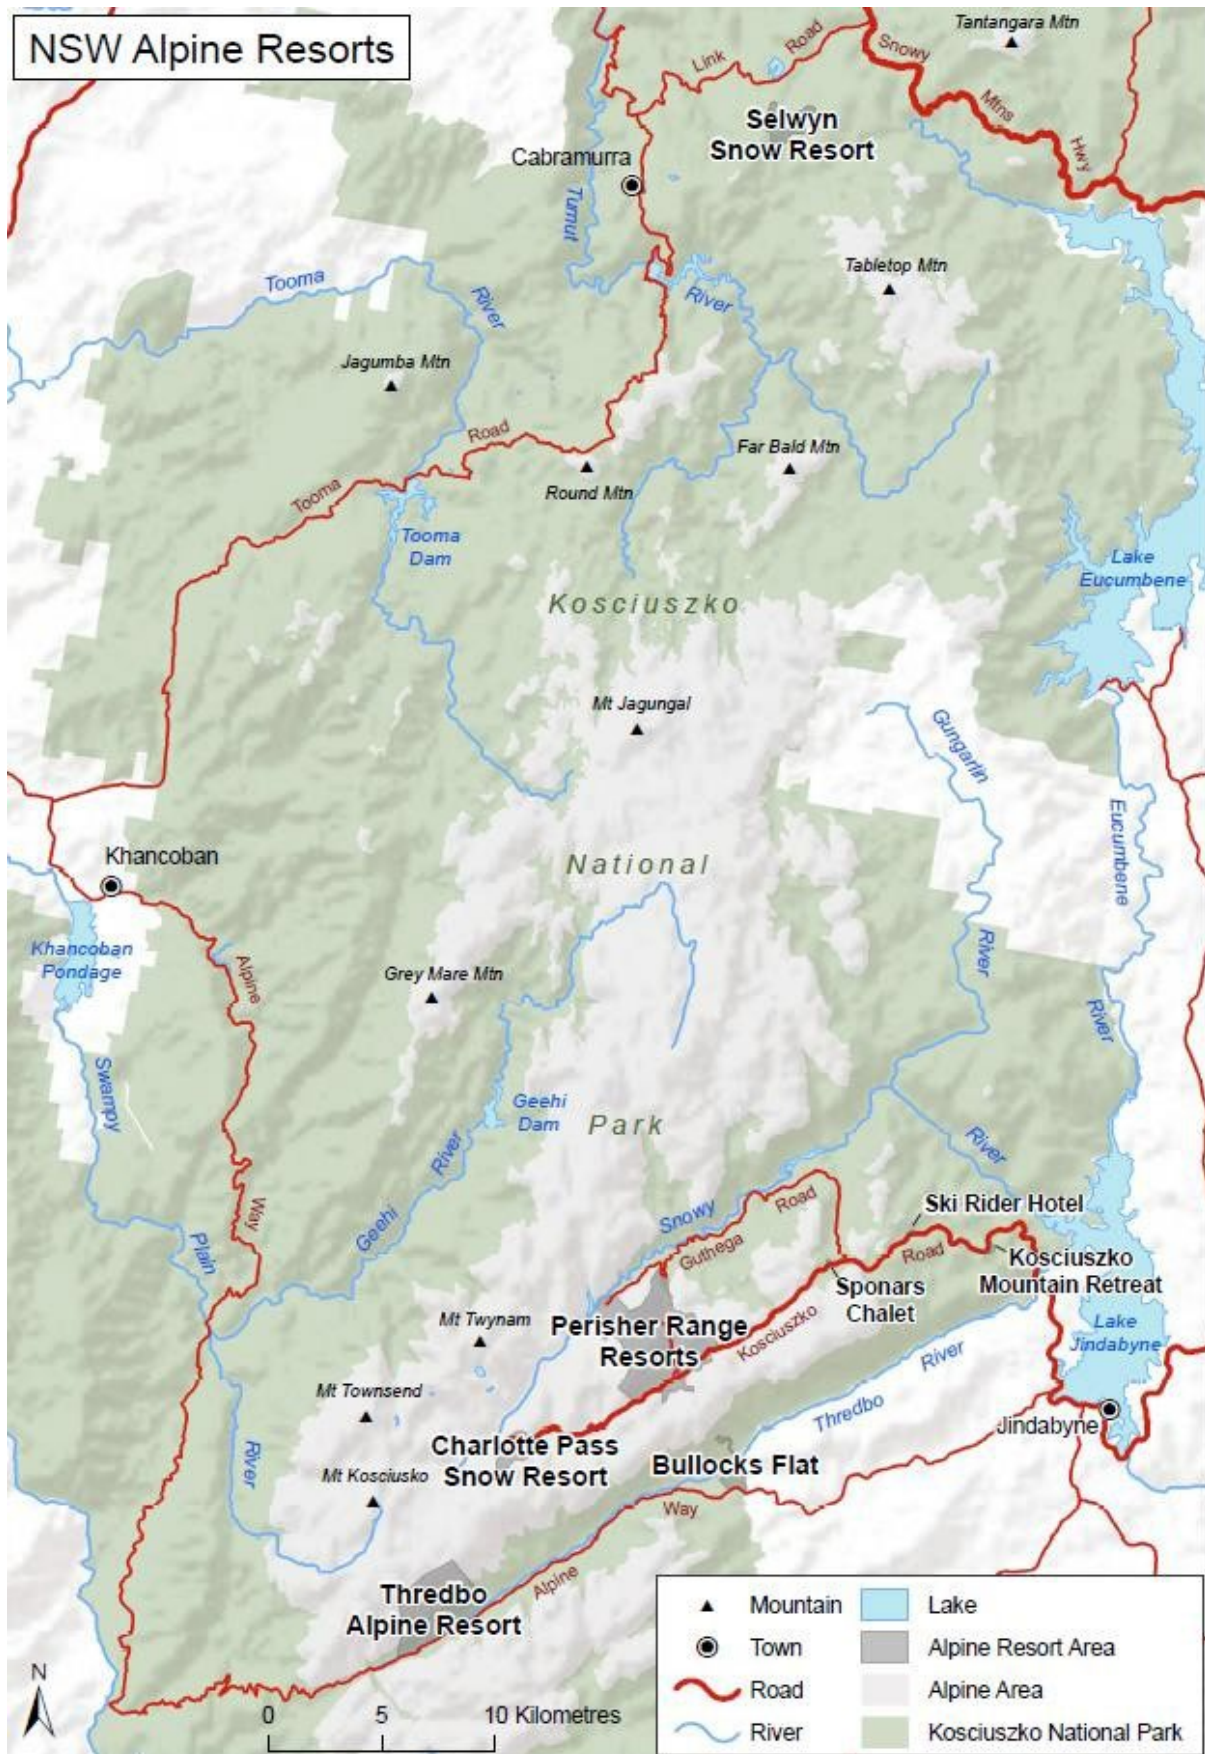 NSW Alpine Resorts
Tantangara Mtn
Link
Road
Snowy
Mtns
Hwy
Selwyn
Snow Resort
Cabramurra
Tumut
River
Tabletop Mtn
Tooma
River
Jagumba Mtn
Road
Tooma
Far Bald Mtn
Round Mtn
Tooma
Dam
Lake
Eucumbene
Kosciuszko
Mt Jagungal
Gungarlin
River
Eucumbene
River
Khancoban
National
Khancoban
Pondage
Alpine
Way
Grey Mare Mtn
Swampy
Plain
River
Geehi
Dam
Geehi
River
Park
Snowy
River
Guthega
Road
Ski Rider Hotel
Road
Kosciuszko
Mountain Retreat
Sponars
Chalet
Kosciuszko
Mt Twynam
Perisher Range
Resorts
Lake
Jindabyne
Thredbo
River
Mt Townsend
Jindabyne
Charlotte Pass
Snow Resort
Bullocks Flat
Mt Kosciusko
Way
Alpine
Thredbo
Alpine Resort
Mountain
Lake
Town
Alpine Resort Area
Road
Alpine Area
River
Kosciuszko National Park
N
0
5
10 Kilometres